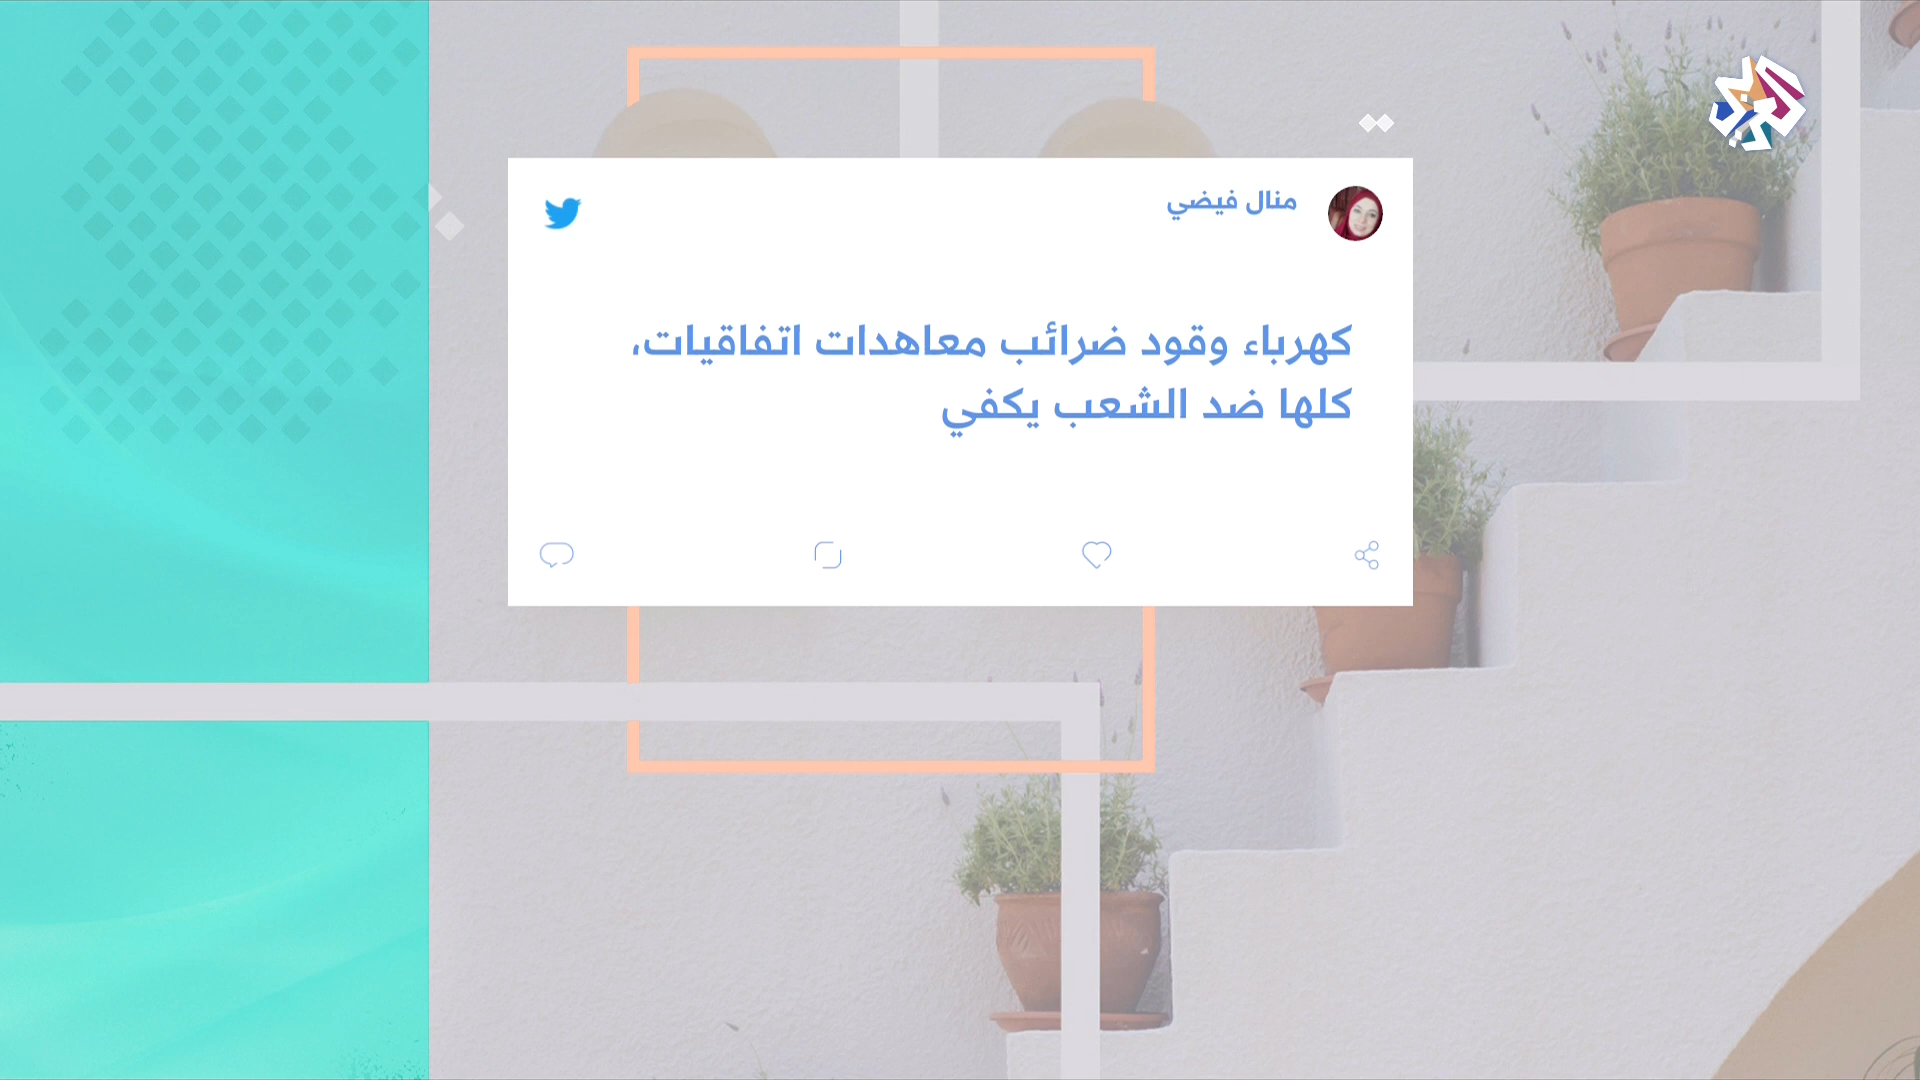 منال فيضي
كهرباء وقود ضرائب معاهدات اتفاقيات،
كلها ضد الشعب يكفي